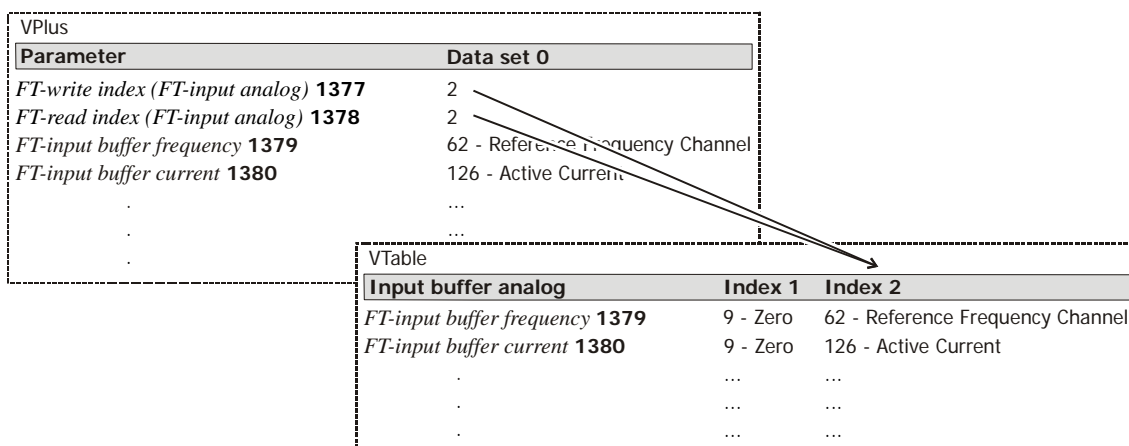 VPlus
Parameter Data set 0
FT-write index (FT-input analog) 1377 2
FT-read index (FT-input analog) 1378 2
FT-input buffer frequency 1379 62 - Reference Frequency Channel
FT-input buffer current 1380 126 - Active Current
. ...
. ...
.
VTable
Input buffer analog Index 1 Index 2
FT-input buffer frequency 1379 9 - Zero 62 - Reference Frequency Channel
FT-input buffer current 1380 9 - Zero 126 - Active Current
. ... ...
. ... ...
. ... ...